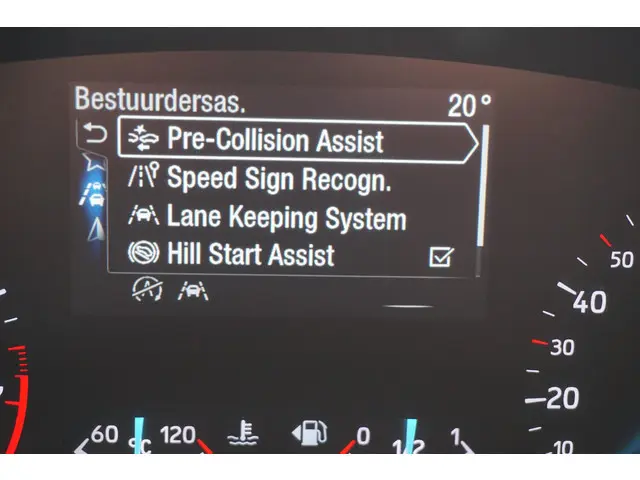 Bestuurdersas. 20°
Pre-Collision Assist
Speed Sign Recogn.
Lane Keeping System
Hill Start Assist
50
40
30
20
10
60 °C 120
0 1/2 1